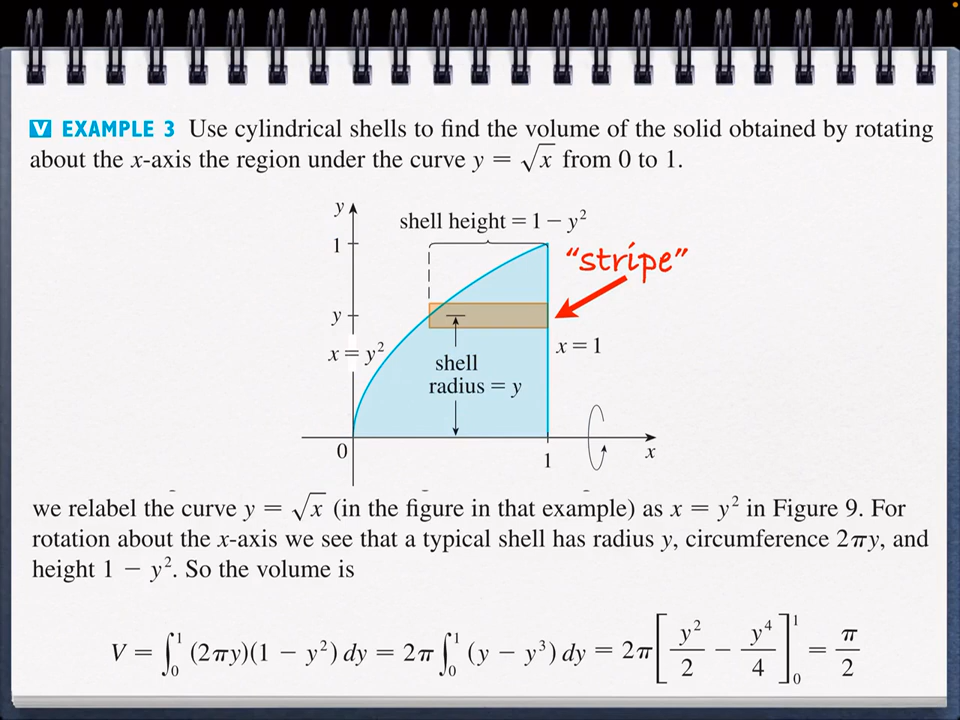 V EXAMPLE 3 Use cylindrical shells to find the volume of the solid obtained by rotating
about the x-axis the region under the curve y = √x from 0 to 1.
y
shell height = 1 − y²
1
“stripe”
y
x = y²
x = 1
shell
radius = y
0
1
x
we relabel the curve y = √x (in the figure in that example) as x = y² in Figure 9. For
rotation about the x-axis we see that a typical shell has radius y, circumference 2πy, and
height 1 − y². So the volume is
V = ∫₀¹ (2πy)(1 − y²) dy = 2π ∫₀¹ (y − y³) dy = 2π [y²/2 − y⁴/4]₀¹ = π/2